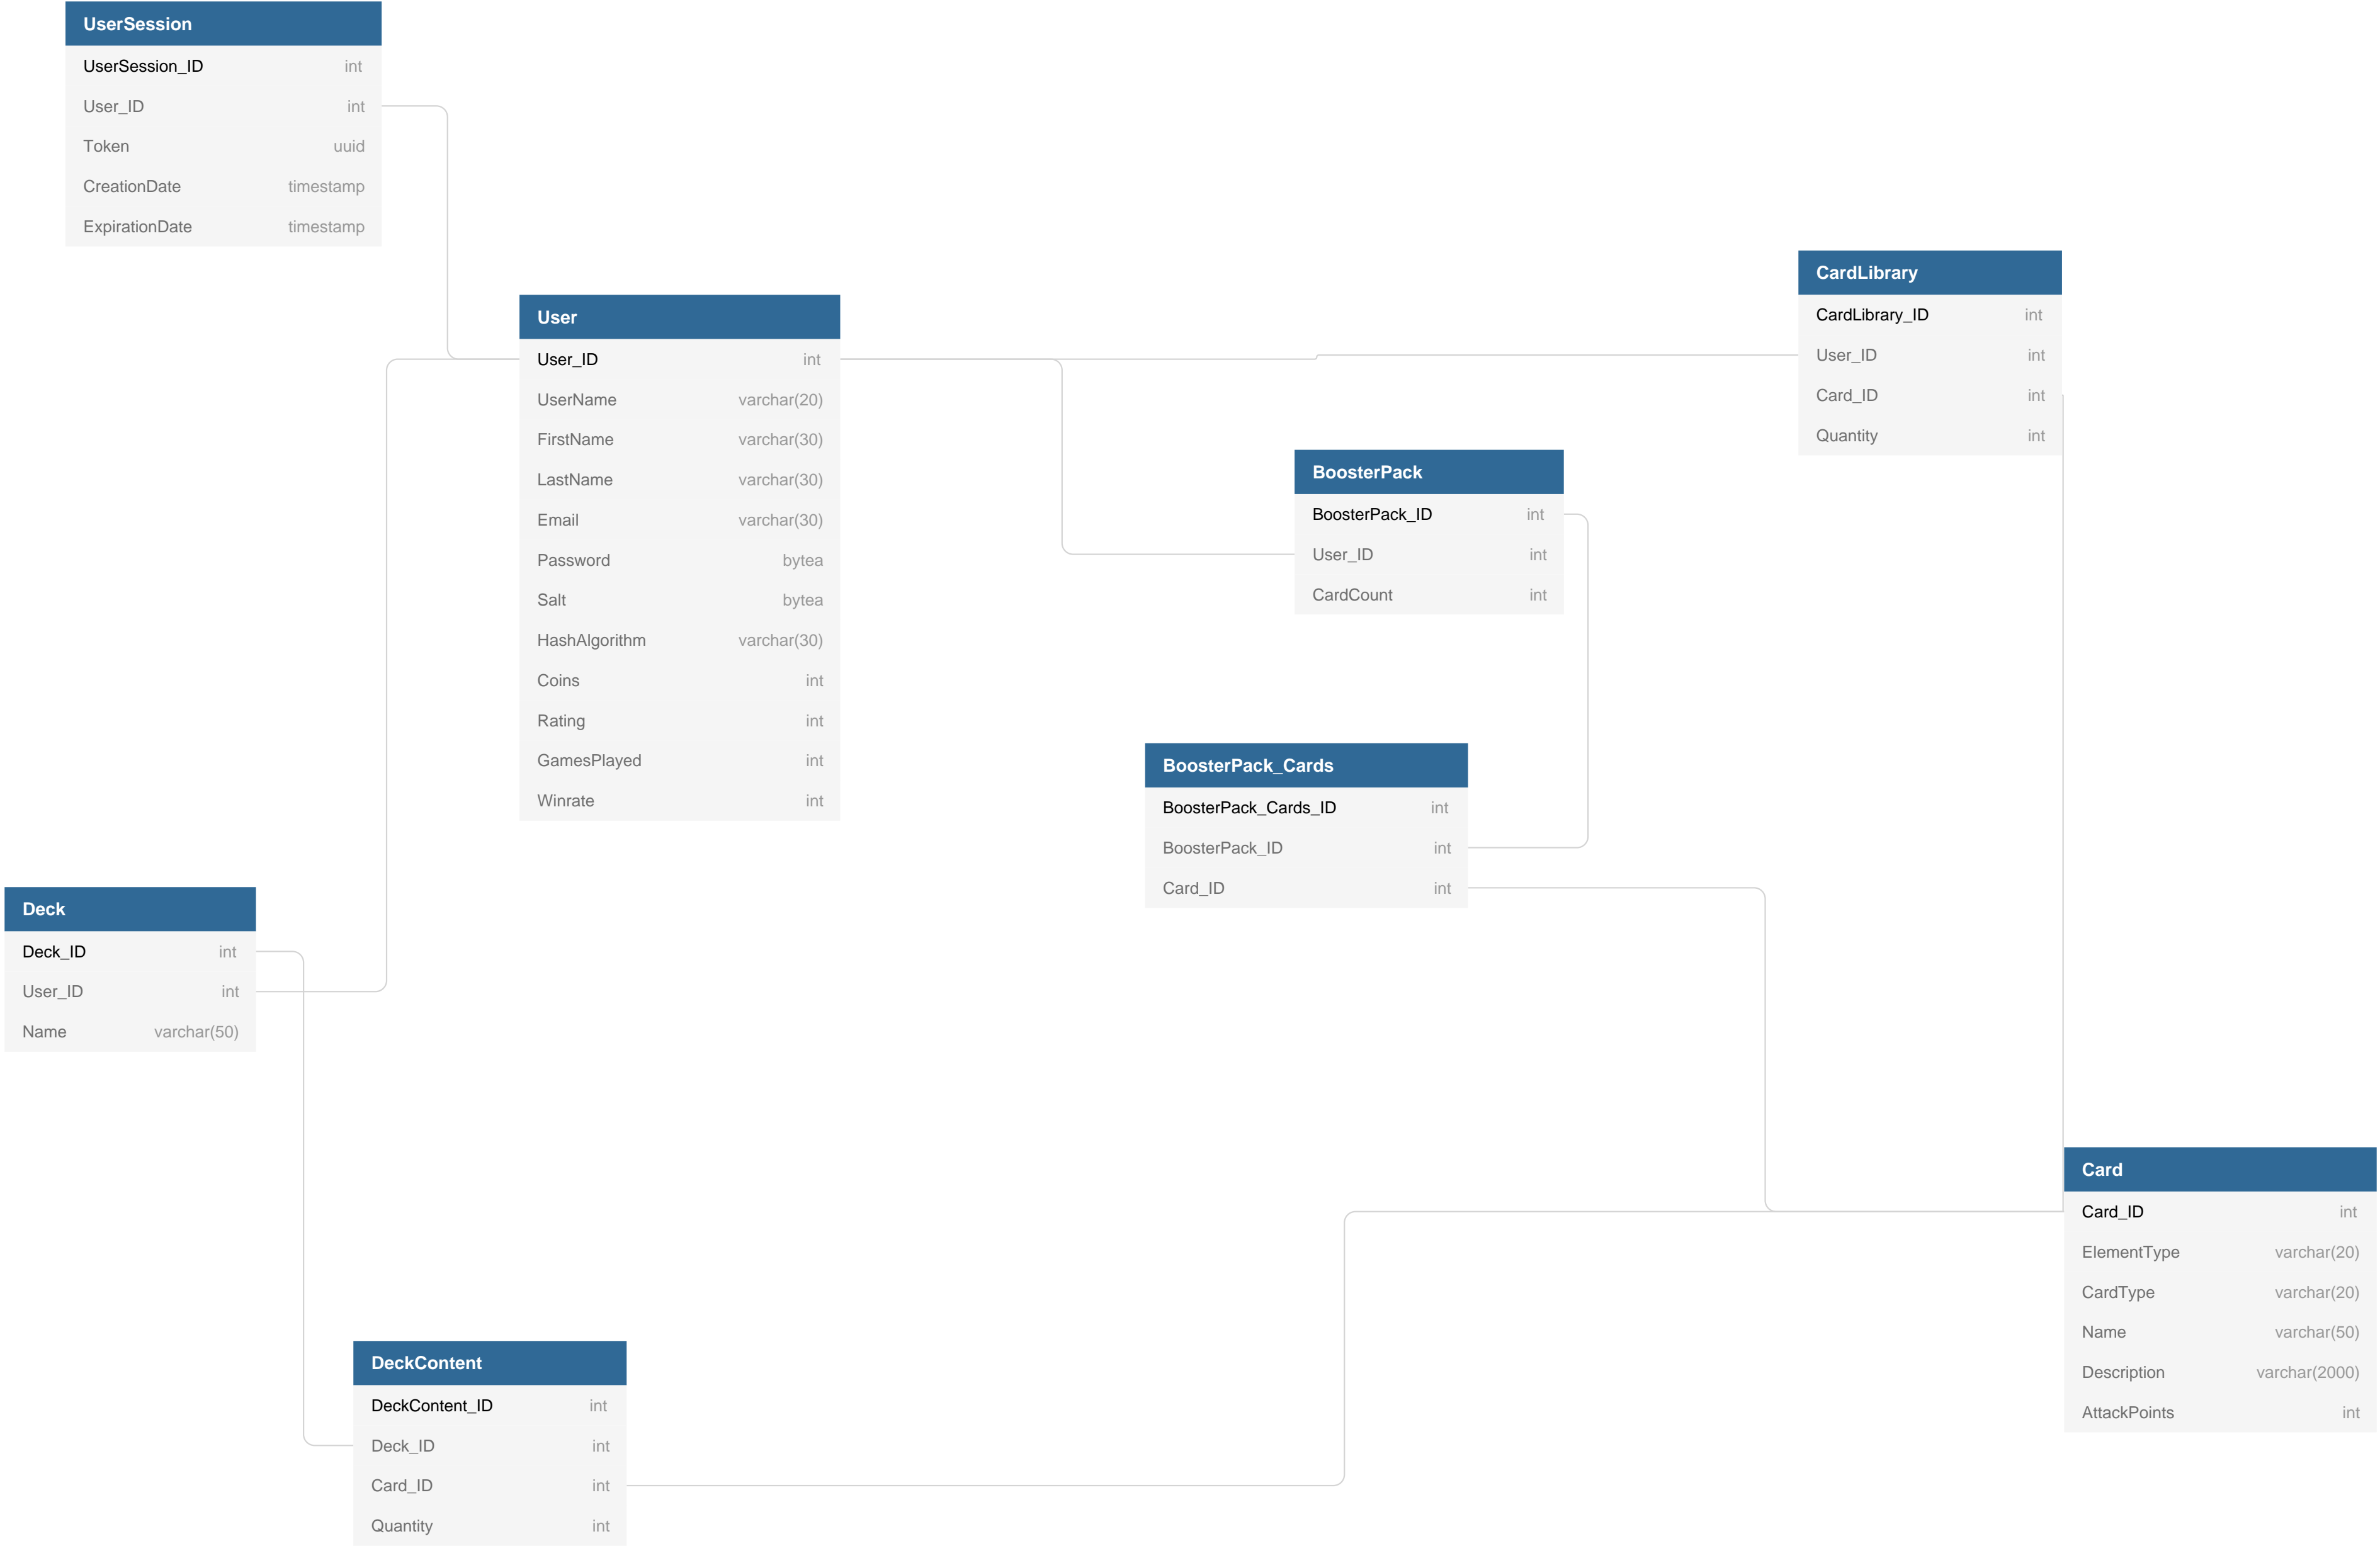 UserSession
UserSession_ID int
User_ID int
Token uuid
CreationDate timestamp
ExpirationDate timestamp
User
User_ID int
UserName varchar(20)
FirstName varchar(30)
LastName varchar(30)
Email varchar(30)
Password bytea
Salt bytea
HashAlgorithm varchar(30)
Coins int
Rating int
GamesPlayed int
Winrate int
CardLibrary
CardLibrary_ID int
User_ID int
Card_ID int
Quantity int
BoosterPack
BoosterPack_ID int
User_ID int
CardCount int
BoosterPack_Cards
BoosterPack_Cards_ID int
BoosterPack_ID int
Card_ID int
Deck
Deck_ID int
User_ID int
Name varchar(50)
Card
Card_ID int
ElementType varchar(20)
CardType varchar(20)
Name varchar(50)
Description varchar(2000)
AttackPoints int
DeckContent
DeckContent_ID int
Deck_ID int
Card_ID int
Quantity int